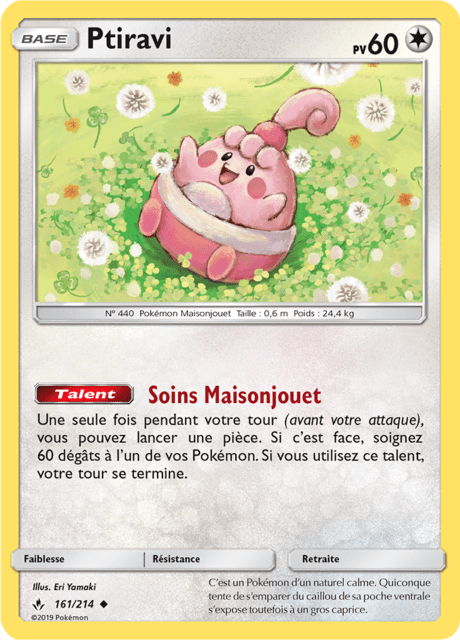 BASE Ptiravi PV60
N° 440 Pokémon Maisonjouet Taille : 0,6 m Poids : 24,4 kg
Talent Soins Maisonjouet
Une seule fois pendant votre tour (avant votre attaque),
vous pouvez lancer une pièce. Si c'est face, soignez
60 dégâts à l'un de vos Pokémon. Si vous utilisez ce talent,
votre tour se termine.
Faiblesse Résistance Retraite
Illus. Eri Yamaki
161/214
©2019 Pokémon
C'est un Pokémon d'un naturel calme. Quiconque
tente de s'emparer du caillou de sa poche ventrale
s'expose toutefois à un gros caprice.